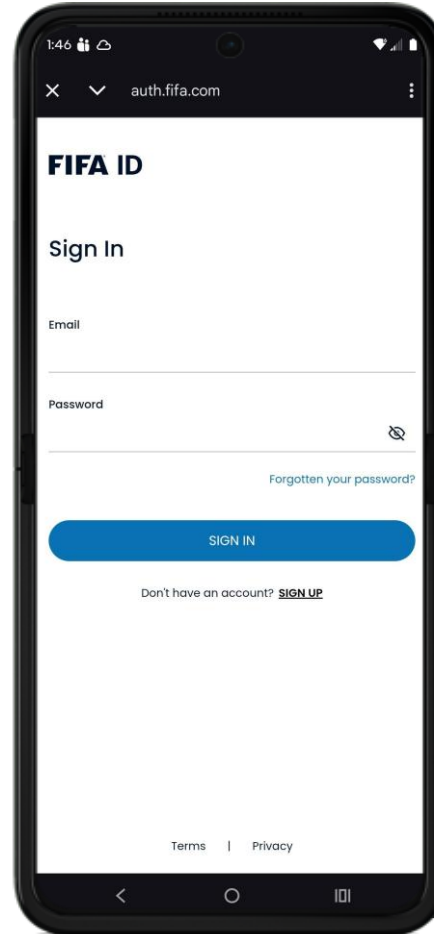 1:46
auth.fifa.com
FIFA ID
Sign In
Email
Password
Forgotten your password?
SIGN IN
Don't have an account? SIGN UP
Terms | Privacy